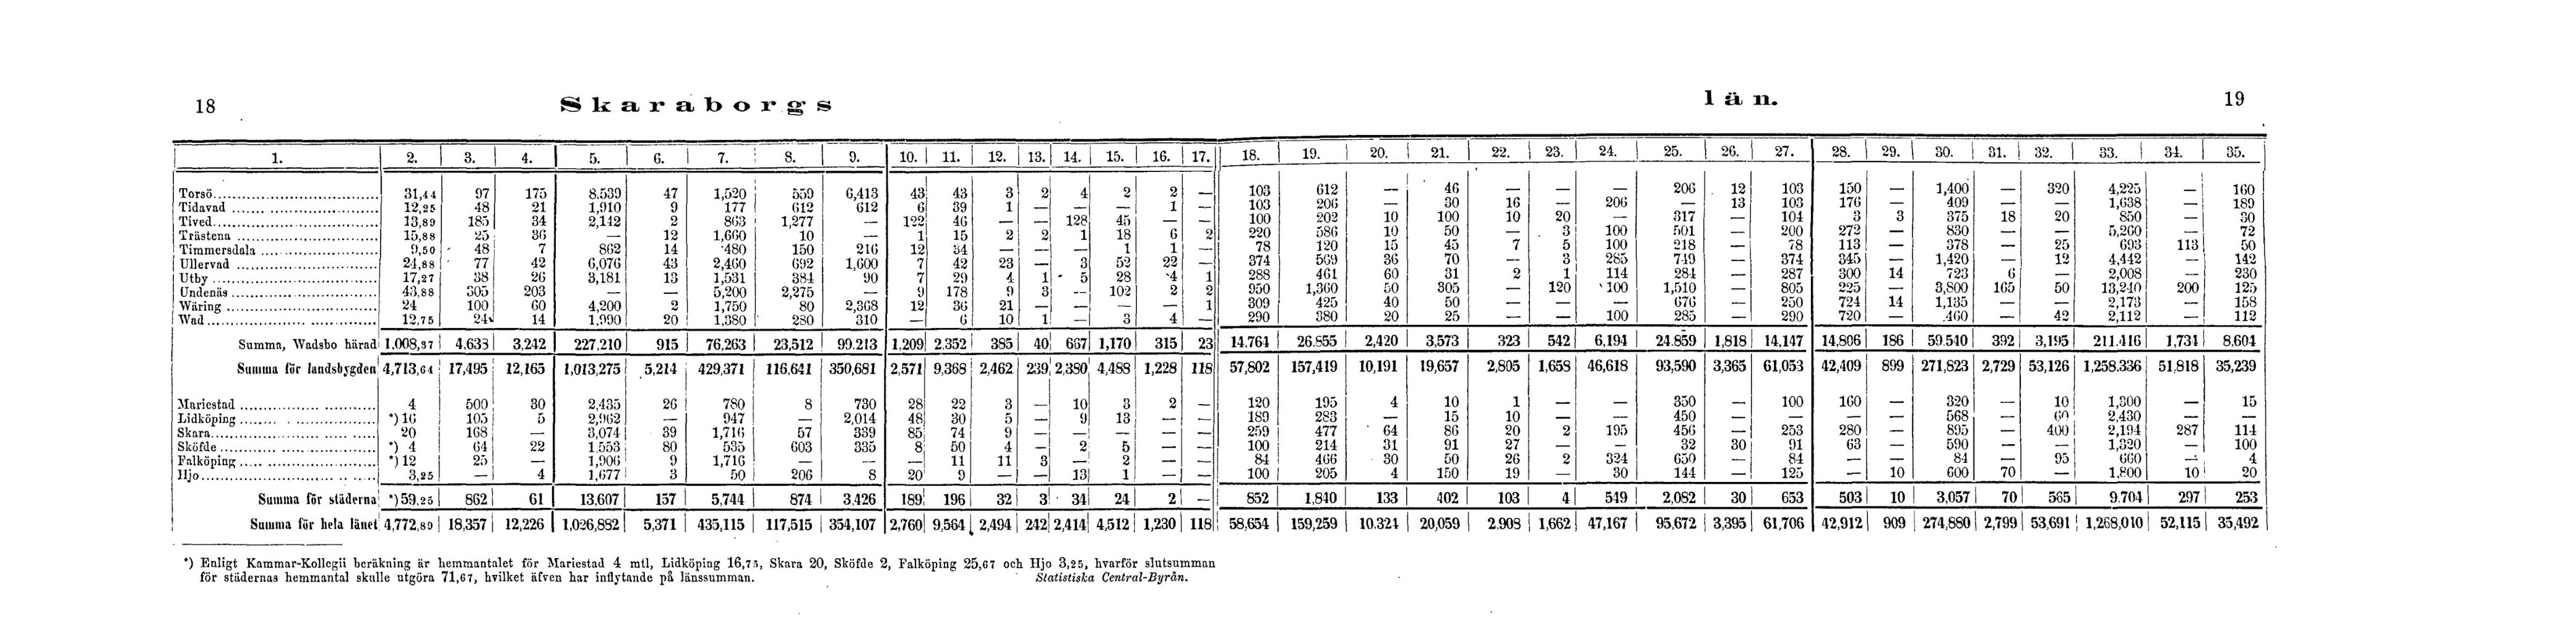 18 Skaraborgs län. 19
1. 2. 3. 4. 5. 6. 7. 8. 9. 10. 11. 12. 13. 14. 15. 16. 17. 18. 19. 20. 21. 22. 23. 24. 25. 26. 27. 28. 29. 30. 31. 32. 33. 34. 35.
Torsö 31,44 97 175 8.539 47 1,520 559 6,413 43 43 3 2 4 2 2 — 103 612 — 46 — — — 206 12 103 150 — 1,400 — 320 4,225 — 160
Tidavad 12,25 48 21 1,910 9 177 612 612 6 39 1 — — — 1 — 103 206 — 30 16 — 206 — 13 103 176 — 409 — — 1,638 — 189
Tived 13,89 185 34 2,142 2 863 1,277 — 122 46 — — 128 45 — — 100 202 10 100 10 20 — 317 — 104 3 3 375 18 20 850 — 30
Trästena 15,88 25 36 — 12 1,660 10 — 1 15 2 2 1 18 6 2 220 586 10 50 — 3 100 501 — 200 272 — 830 — — 5,260 — 72
Timmersdala 9,50 48 7 862 14 480 150 216 12 34 — — — 1 1 — 78 120 15 45 7 5 100 218 — 78 113 — 378 — 25 693 113 50
Ullervad 24,88 77 42 6,076 43 2,460 692 1,600 7 42 23 — 3 52 22 — 374 569 36 70 — 3 285 749 — 374 345 — 1,420 — 12 4,442 — 142
Utby 17,27 38 26 3,181 13 1,531 384 90 7 29 4 1 5 28 4 1 288 461 60 31 2 1 114 284 — 287 300 14 723 6 — 2,008 — 230
Undenäs 43,88 305 203 — — 5,200 2,275 — 9 178 9 3 — 102 2 2 950 1,360 50 305 — 120 100 1,510 — 805 225 — 3,800 165 50 13,240 200 125
Wäring 24 100 60 4,200 2 1,750 80 2,368 12 36 21 — — — — 1 309 425 40 50 — — — 676 — 250 724 14 1,135 — — 2,173 — 158
Wad 12,75 24 14 1,990 20 1,380 280 310 — 6 10 1 — 3 4 — 290 380 20 25 — — 100 285 — 290 720 — 460 — 42 2,112 — 112
Summa, Wadsbo härad 1,008,37 4.633 3,242 227.210 915 76,263 23,512 99.213 1,209 2.352 385 40 667 1,170 315 23 14.764 26.855 2,420 3,573 323 542 6,194 24.859 1,818 14,147 14,806 186 59.540 392 3,195 211.416 1,734 8.604
Summa för landsbygden 4,713,64 17,495 12,165 1,013,275 5,214 429,371 116,641 350,681 2,571 9,368 2,462 239 2,380 4,488 1,228 118 57,802 157,419 10,191 19,657 2,805 1,658 46,618 93,590 3,365 61,053 42,409 899 271,823 2,729 53,126 1,258.336 51,818 35,239
Mariestad 4 500 30 2,435 26 780 8 730 28 22 3 — 10 3 2 — 120 195 4 10 1 — — 350 — 100 160 — 320 — 10 1,300 — 15
Lidköping *) 16 105 5 2,962 — 947 — 2,014 48 30 5 — 9 13 — — 189 283 — 15 10 — — 450 — — — — 568 — 60 2,430 — —
Skara 20 168 — 3,074 39 1,716 57 339 85 74 9 — — — — — 259 477 64 86 20 2 195 456 — 253 280 — 895 — 400 2,194 287 114
Sköfde *) 4 64 22 1,553 80 535 603 335 8 50 4 — 2 5 — — 100 214 31 91 27 — — 32 30 91 63 — 590 — — 1,320 — 100
Falköping *) 12 25 — 1,906 9 1,716 — — — 11 11 3 — 2 — — 84 466 30 50 26 2 324 650 — 84 — — 84 — 95 660 — 4
Hjo 3,25 — 4 1,677 3 50 206 8 20 9 — — 13 1 — — 100 205 4 150 19 — 30 144 — 125 — 10 600 70 — 1,800 10 20
Summa för städerna *) 59,25 862 61 13,607 157 5,744 874 3,426 189 196 32 3 34 24 2 — 852 1,840 133 402 103 4 549 2,082 30 653 503 10 3,057 70 565 9.704 297 253
Summa för hela länet 4,772,89 18,357 12,226 1,026,882 5,371 435,115 117,515 354,107 2,760 9,564 2,494 242 2,414 4,512 1,230 118 58,654 159,259 10.324 20,059 2.908 1,662 47,167 95,672 3,395 61,706 42,912 909 274,880 2,799 53,691 1,268,010 52,115 35,492
*) Enligt Kammar-Kollegii beräkning är hemmantalet för Mariestad 4 mtl, Lidköping 16,75, Skara 20, Sköfde 2, Falköping 25,67 och Hjo 3,25, hvarför slutsumman
för städernas hemmantal skulle utgöra 71,67, hvilket äfven har inflytande på länssumman. Statistiska Central-Byrån.